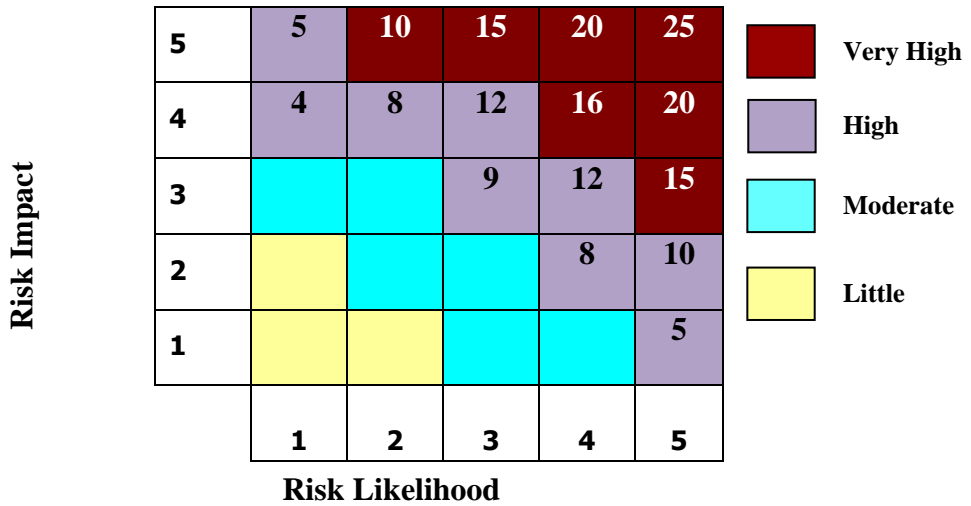 5 5 10 15 20 25
Very High
4 4 8 12 16 20
High
3 9 12 15
Moderate
2 8 10
Little
1 5
1 2 3 4 5
Risk Impact
Risk Likelihood